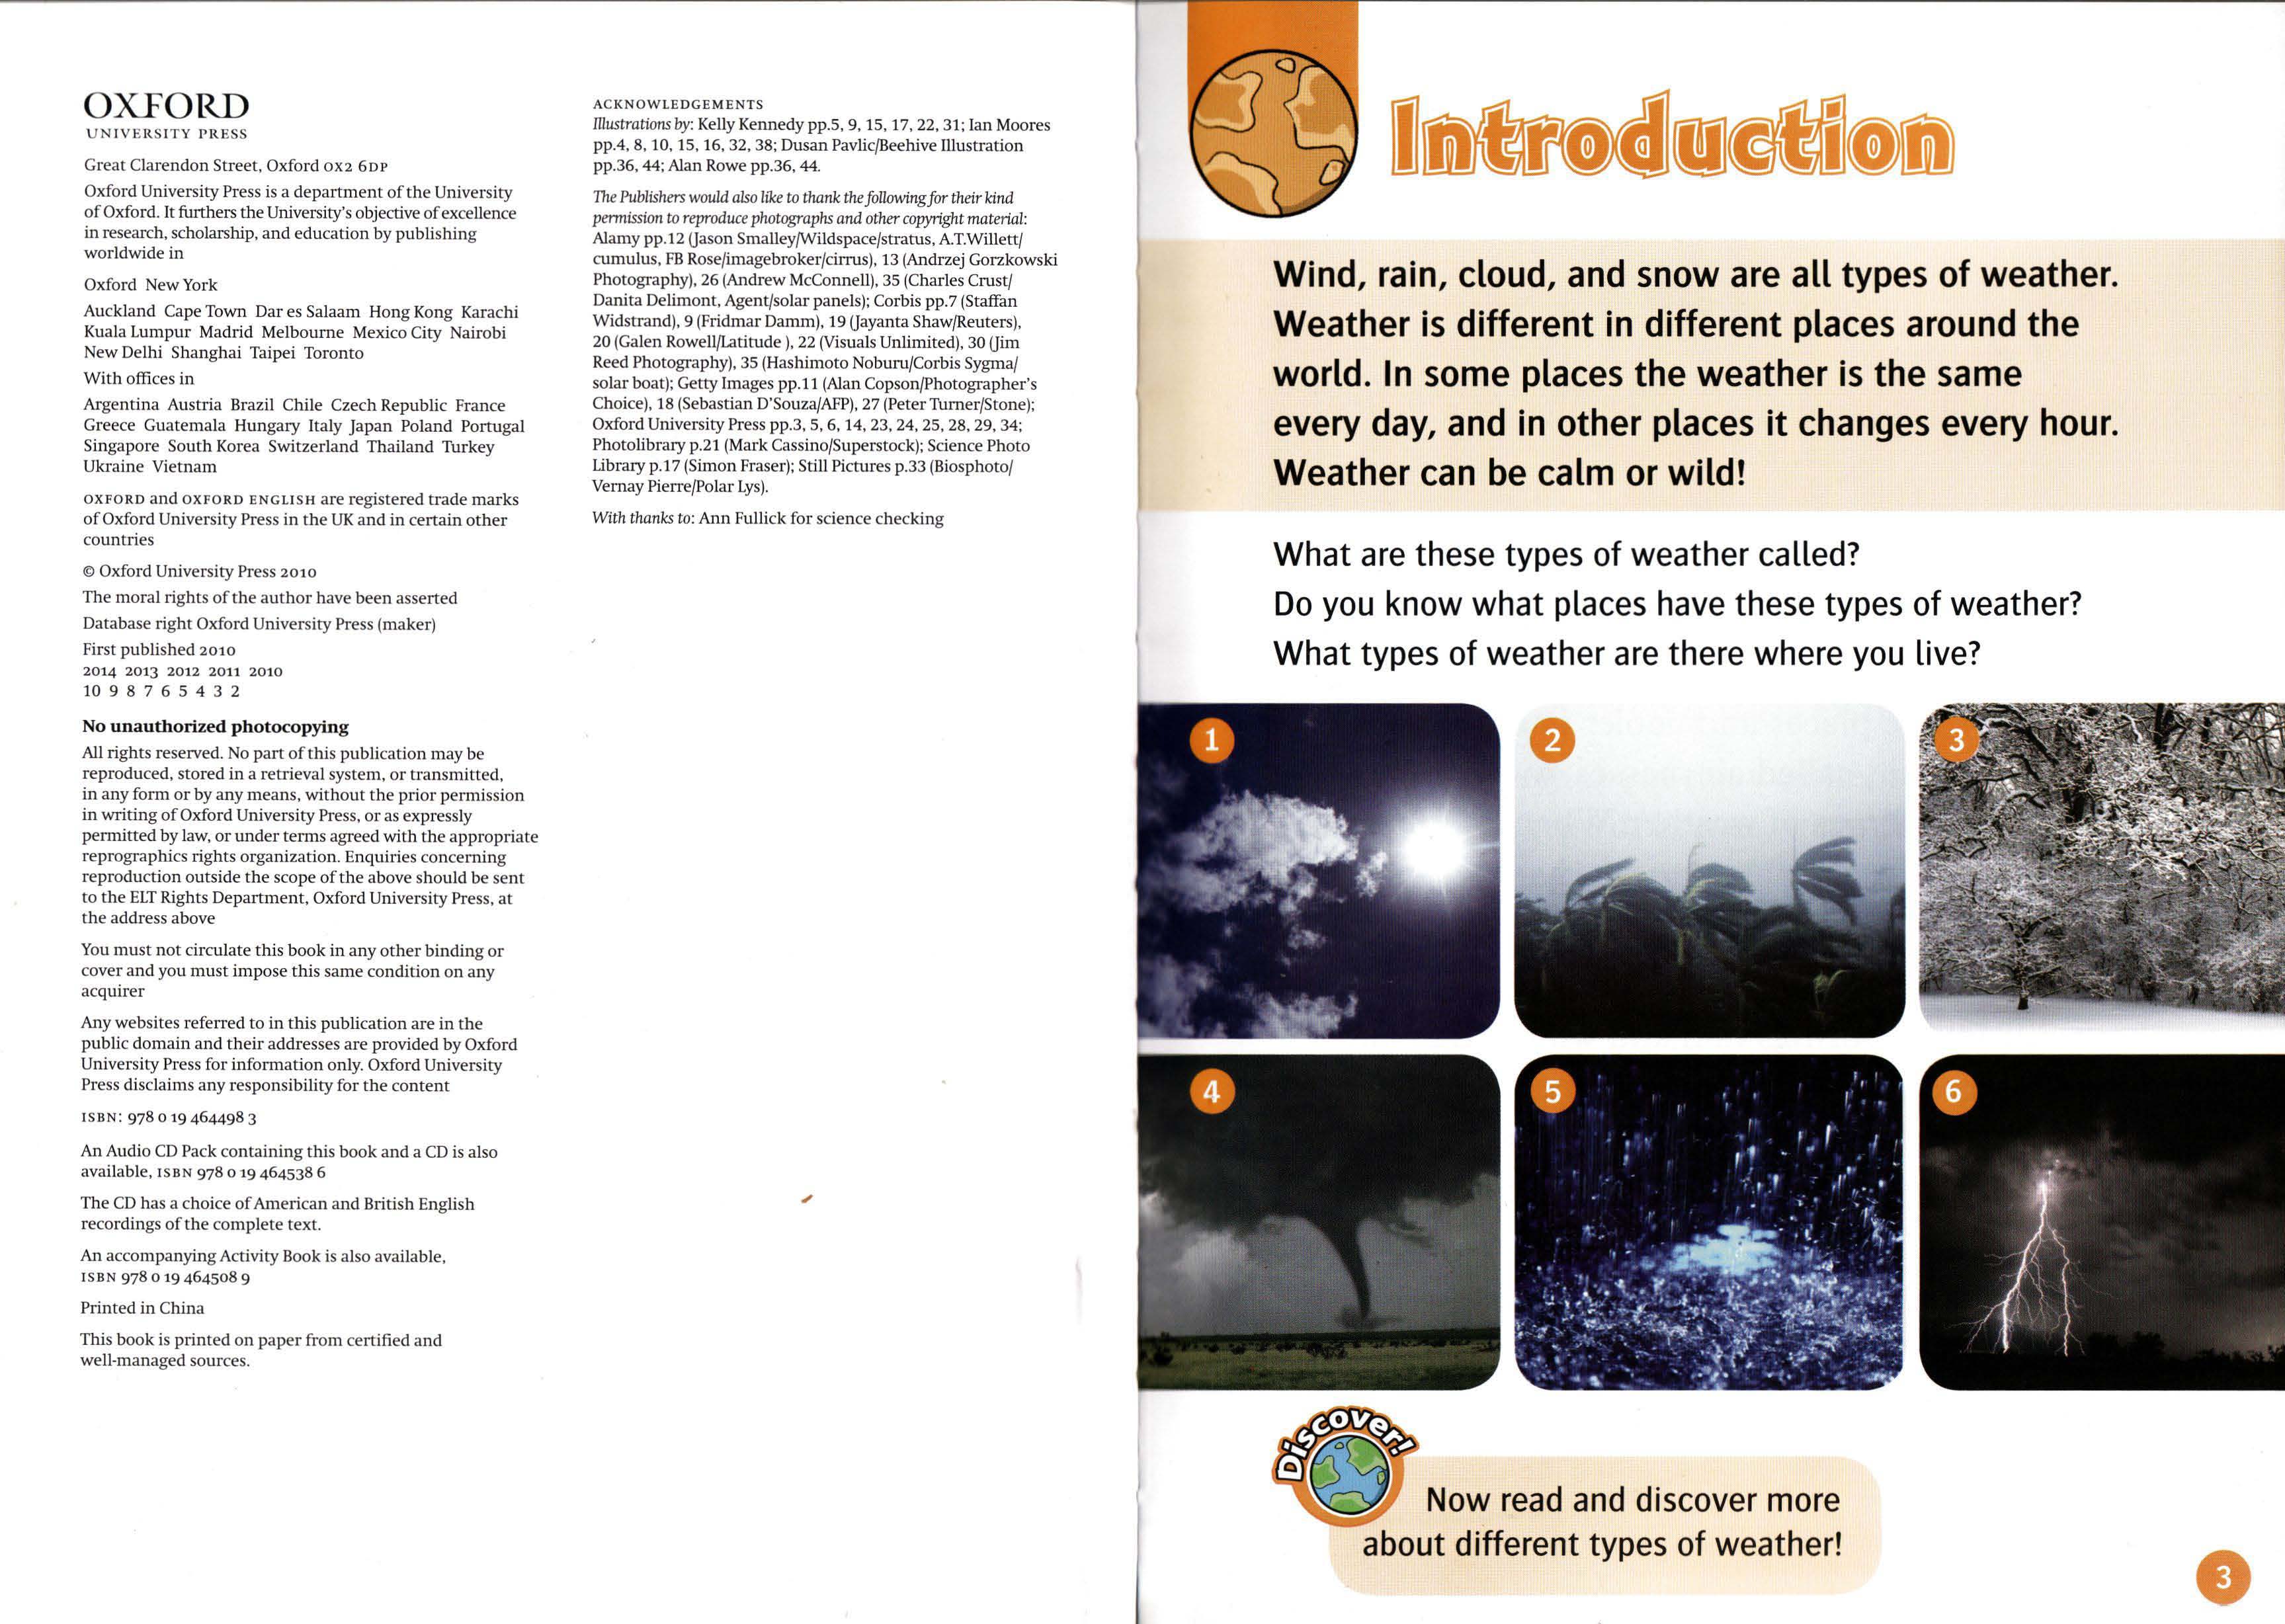 OXFORD
UNIVERSITY PRESS
Great Clarendon Street, Oxford OX2 6DP
Oxford University Press is a department of the University
of Oxford. It furthers the University's objective of excellence
in research, scholarship, and education by publishing
worldwide in
Oxford New York
Auckland Cape Town Dar es Salaam Hong Kong Karachi
Kuala Lumpur Madrid Melbourne Mexico City Nairobi
New Delhi Shanghai Taipei Toronto
With offices in
Argentina Austria Brazil Chile Czech Republic France
Greece Guatemala Hungary Italy Japan Poland Portugal
Singapore South Korea Switzerland Thailand Turkey
Ukraine Vietnam
OXFORD and OXFORD ENGLISH are registered trade marks
of Oxford University Press in the UK and in certain other
countries
© Oxford University Press 2010
The moral rights of the author have been asserted
Database right Oxford University Press (maker)
First published 2010
2014 2013 2012 2011 2010
10 9 8 7 6 5 4 3 2
No unauthorized photocopying
All rights reserved. No part of this publication may be
reproduced, stored in a retrieval system, or transmitted,
in any form or by any means, without the prior permission
in writing of Oxford University Press, or as expressly
permitted by law, or under terms agreed with the appropriate
reprographics rights organization. Enquiries concerning
reproduction outside the scope of the above should be sent
to the ELT Rights Department, Oxford University Press, at
the address above
You must not circulate this book in any other binding or
cover and you must impose this same condition on any
acquirer
Any websites referred to in this publication are in the
public domain and their addresses are provided by Oxford
University Press for information only. Oxford University
Press disclaims any responsibility for the content
ISBN: 978 0 19 464498 3
An Audio CD Pack containing this book and a CD is also
available, ISBN 978 0 19 464538 6
The CD has a choice of American and British English
recordings of the complete text.
An accompanying Activity Book is also available,
ISBN 978 0 19 464508 9
Printed in China
This book is printed on paper from certified and
well-managed sources.
ACKNOWLEDGEMENTS
Illustrations by: Kelly Kennedy pp.5, 9, 15, 17, 22, 31; Ian Moores
pp.4, 8, 10, 15, 16, 32, 38; Dusan Pavlic/Beehive Illustration
pp.36, 44; Alan Rowe pp.36, 44.
The Publishers would also like to thank the following for their kind
permission to reproduce photographs and other copyright material:
Alamy pp.12 (Jason Smalley/Wildspace/stratus, A.T.Willett/
cumulus, FB Rose/imagebroker/cirrus), 13 (Andrzej Gorzkowski
Photography), 26 (Andrew McConnell), 35 (Charles Crust/
Danita Delimont, Agent/solar panels); Corbis pp.7 (Staffan
Widstrand), 9 (Fridmar Damm), 19 (Jayanta Shaw/Reuters),
20 (Galen Rowell/Latitude ), 22 (Visuals Unlimited), 30 (Jim
Reed Photography), 35 (Hashimoto Noburu/Corbis Sygma/
solar boat); Getty Images pp.11 (Alan Copson/Photographer's
Choice), 18 (Sebastian D'Souza/AFP), 27 (Peter Turner/Stone);
Oxford University Press pp.3, 5, 6, 14, 23, 24, 25, 28, 29, 34;
Photolibrary p.21 (Mark Cassino/Superstock); Science Photo
Library p.17 (Simon Fraser); Still Pictures p.33 (Biosphoto/
Vernay Pierre/Polar Lys).
With thanks to: Ann Fullick for science checking
Introduction
Wind, rain, cloud, and snow are all types of weather.
Weather is different in different places around the
world. In some places the weather is the same
every day, and in other places it changes every hour.
Weather can be calm or wild!
What are these types of weather called?
Do you know what places have these types of weather?
What types of weather are there where you live?
1
2
3
4
5
6
Discover!
Now read and discover more
about different types of weather!
3